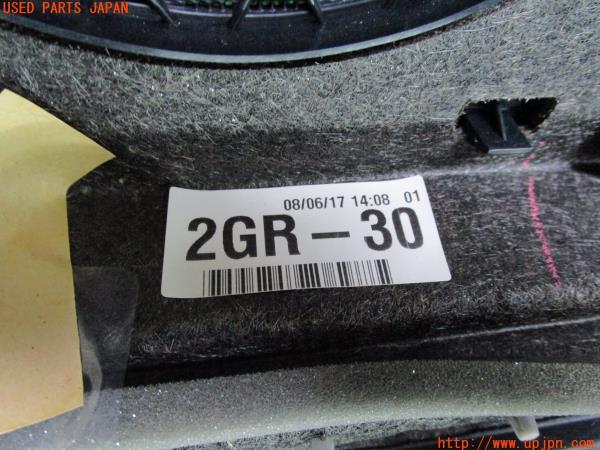 USED PARTS JAPAN
08/06/17 14:08 01
2GR-30
http://www.upjpn.com